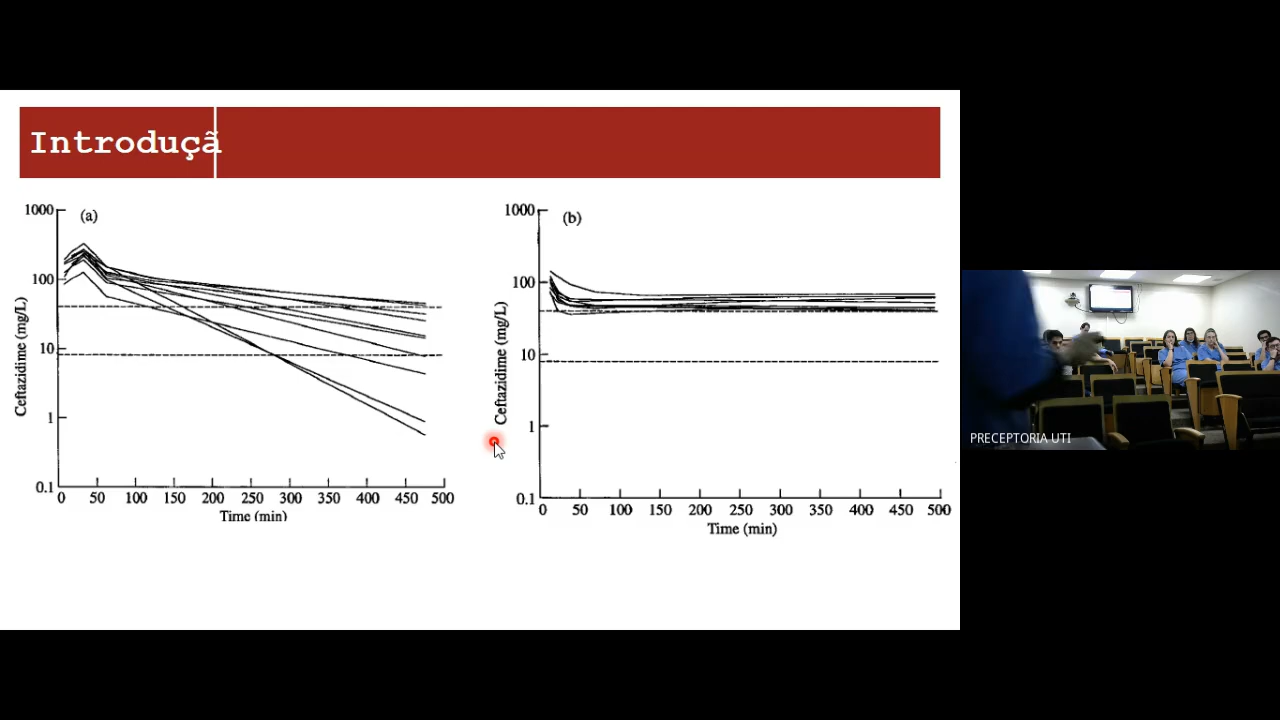 Introduçã
(a)
1000
100
10
1
0.1
Ceftazidime (mg/L)
0 50 100 150 200 250 300 350 400 450 500
Time (min)
(b)
1000
100
10
1
0.1
Ceftazidime (mg/L)
0 50 100 150 200 250 300 350 400 450 500
Time (min)
PRECEPTORIA UTI